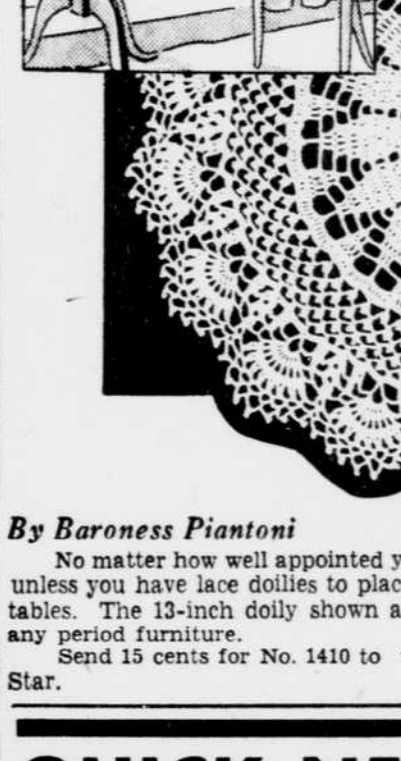 By Baroness Piantoni
No matter how well appointed y
unless you have lace doilies to plac
tables. The 13-inch doily shown a
any period furniture.
Send 15 cents for No. 1410 to
Star.